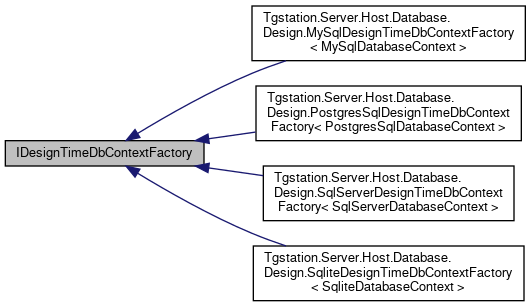 Tgstation.Server.Host.Database.
Design.MySqlDesignTimeDbContextFactory
< MySqlDatabaseContext >
Tgstation.Server.Host.Database.
Design.PostgresSqlDesignTimeDbContext
Factory< PostgresSqlDatabaseContext >
IDesignTimeDbContextFactory
Tgstation.Server.Host.Database.
Design.SqlServerDesignTimeDbContext
Factory< SqlServerDatabaseContext >
Tgstation.Server.Host.Database.
Design.SqliteDesignTimeDbContextFactory
< SqliteDatabaseContext >